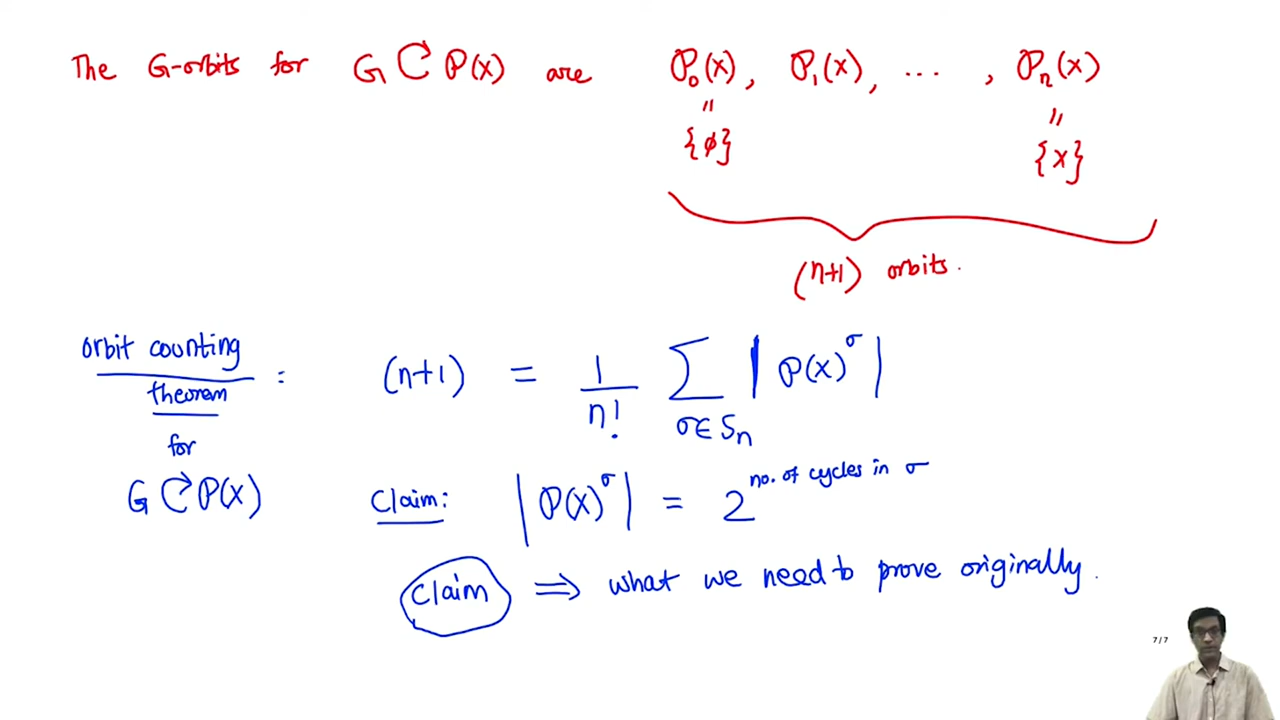 The G-orbits for G ⟳ P(X) are P₀(X), P₁(X), ..., Pₙ(X)
= =
{φ} {X}
(n+1) orbits.
orbit counting theorem for G ⟳ P(X) : (n+1) = 1/n! ∑_{σ∈Sₙ} |P(X)^σ|
Claim: |P(X)^σ| = 2^{no. of cycles in σ}
Claim ⟹ what we need to prove originally.
7/7